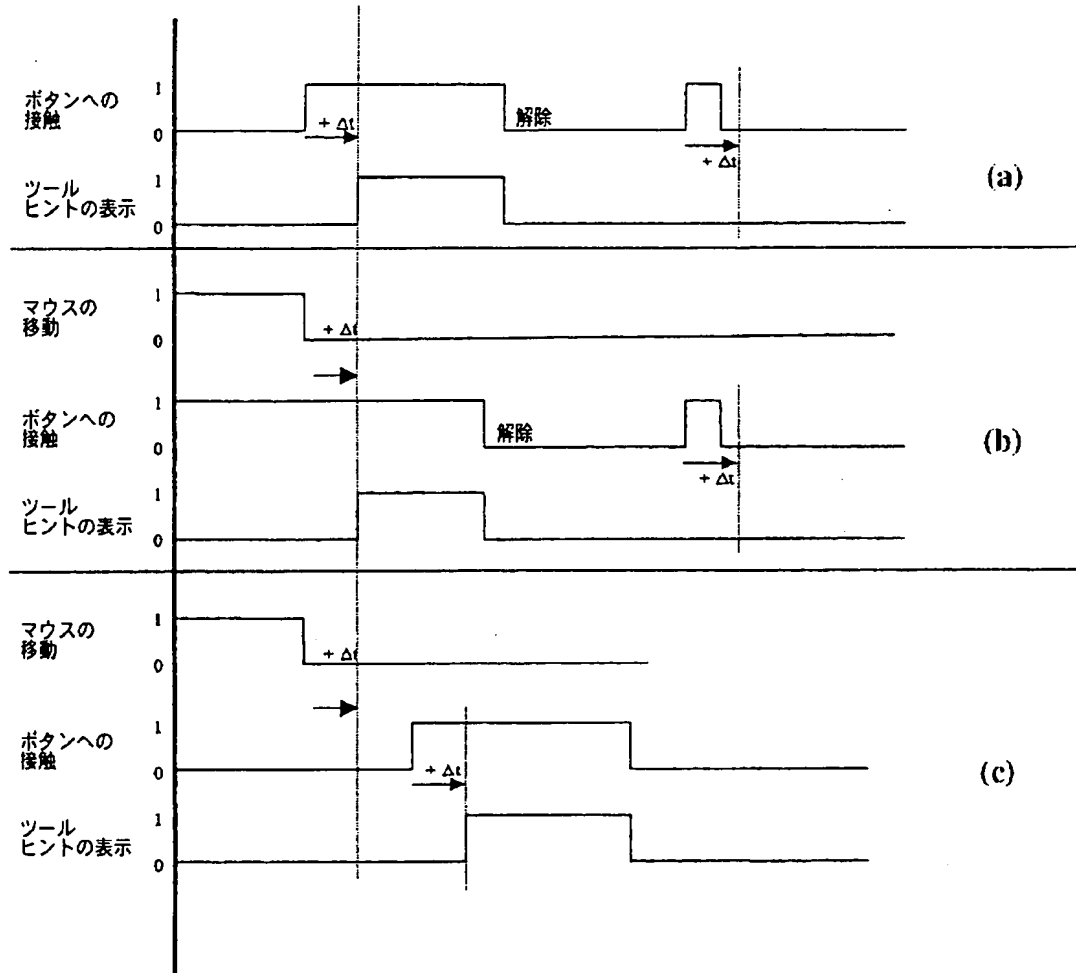 ボタンへの
接触
1
0
+ Δt
解除
+ Δt
ツール
ヒントの表示
1
0
(a)
マウスの
移動
1
0
+ Δt
ボタンへの
接触
1
0
解除
+ Δt
ツール
ヒントの表示
1
0
(b)
マウスの
移動
1
0
+ Δt
ボタンへの
接触
1
0
+ Δt
ツール
ヒントの表示
1
0
(c)